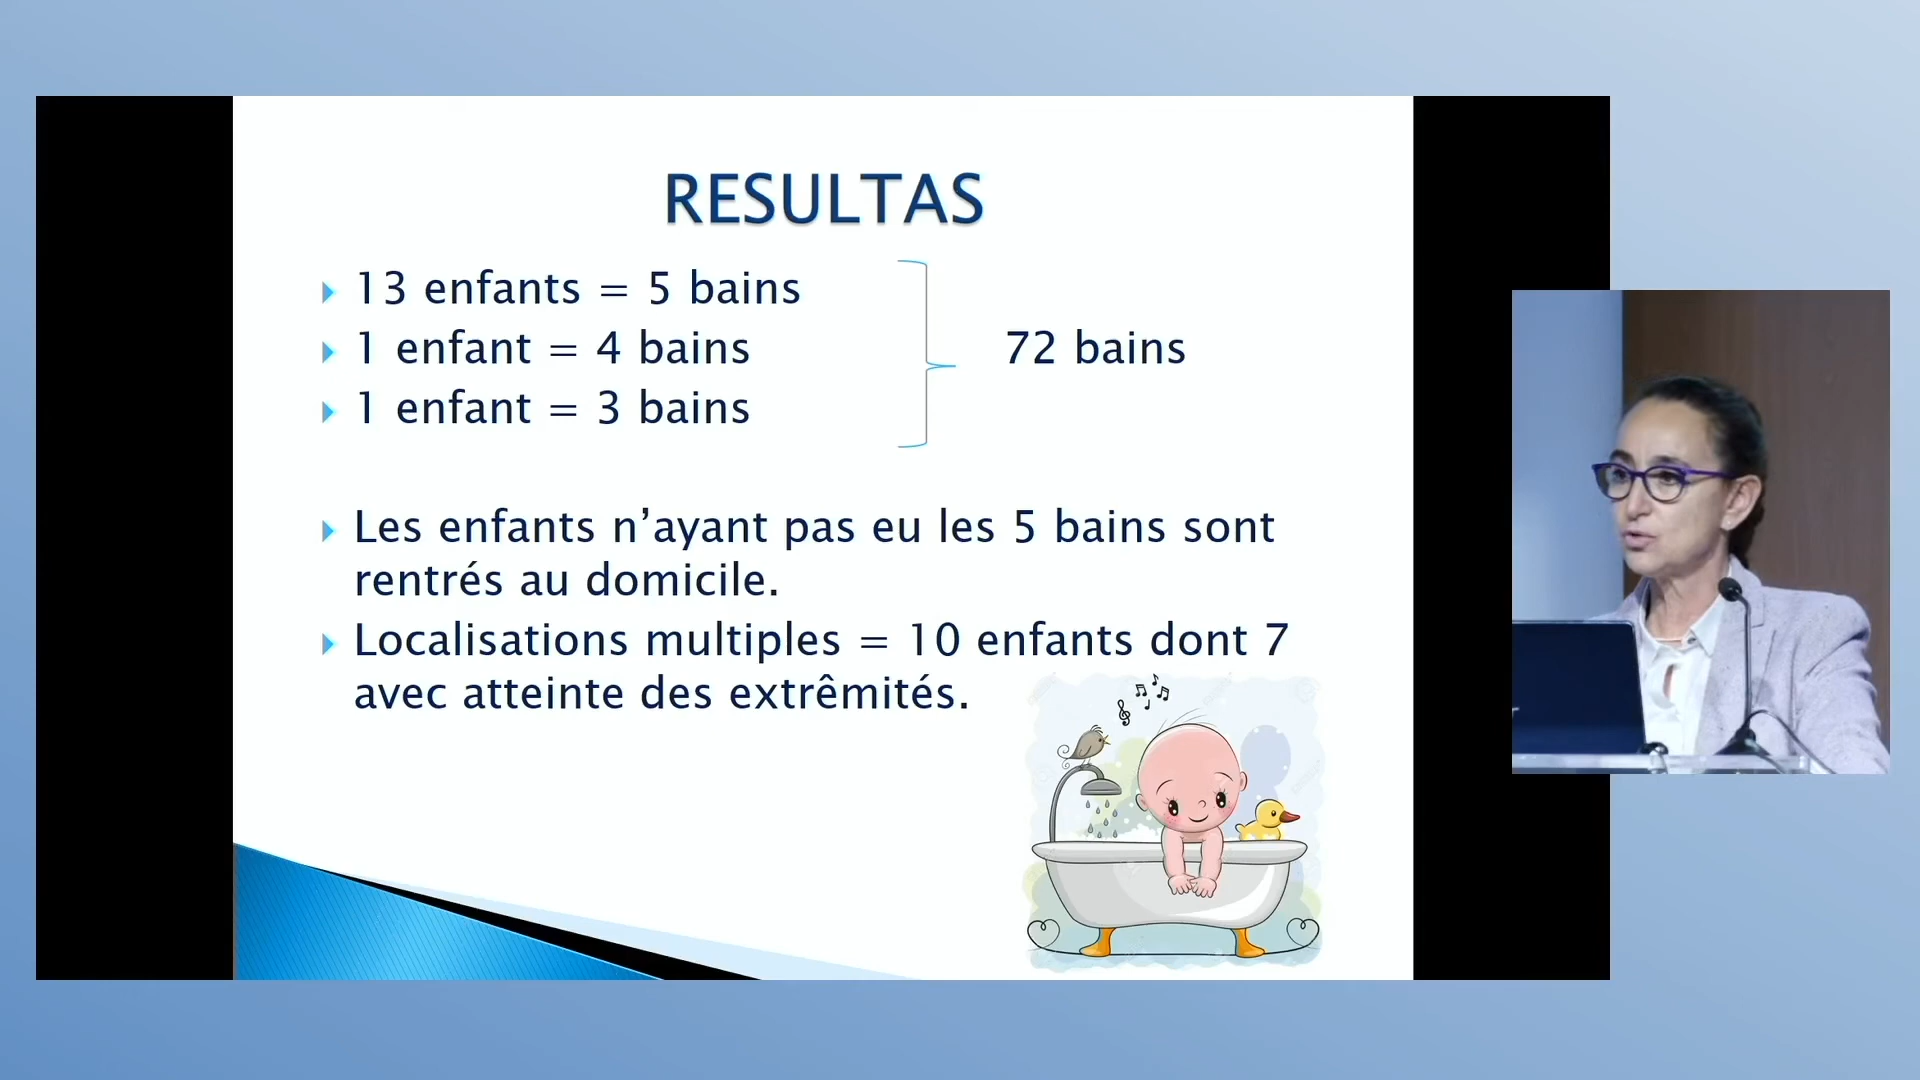 RESULTAS
13 enfants = 5 bains
1 enfant = 4 bains
72 bains
1 enfant = 3 bains
Les enfants n’ayant pas eu les 5 bains sont
rentrés au domicile.
Localisations multiples = 10 enfants dont 7
avec atteinte des extrêmités.